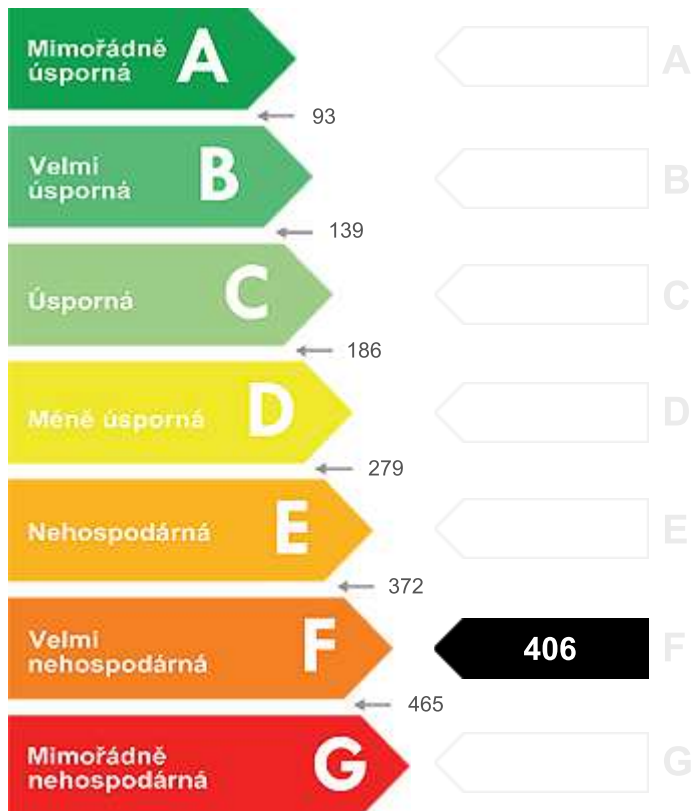 Mimořádně
úsporná
A
A
93
Velmi
úsporná
B
B
139
Úsporná
C
C
186
Méně úsporná
D
D
279
Nehospodárná
E
E
372
Velmi
nehospodárná
F
406
F
465
Mimořádně
nehospodárná
G
G